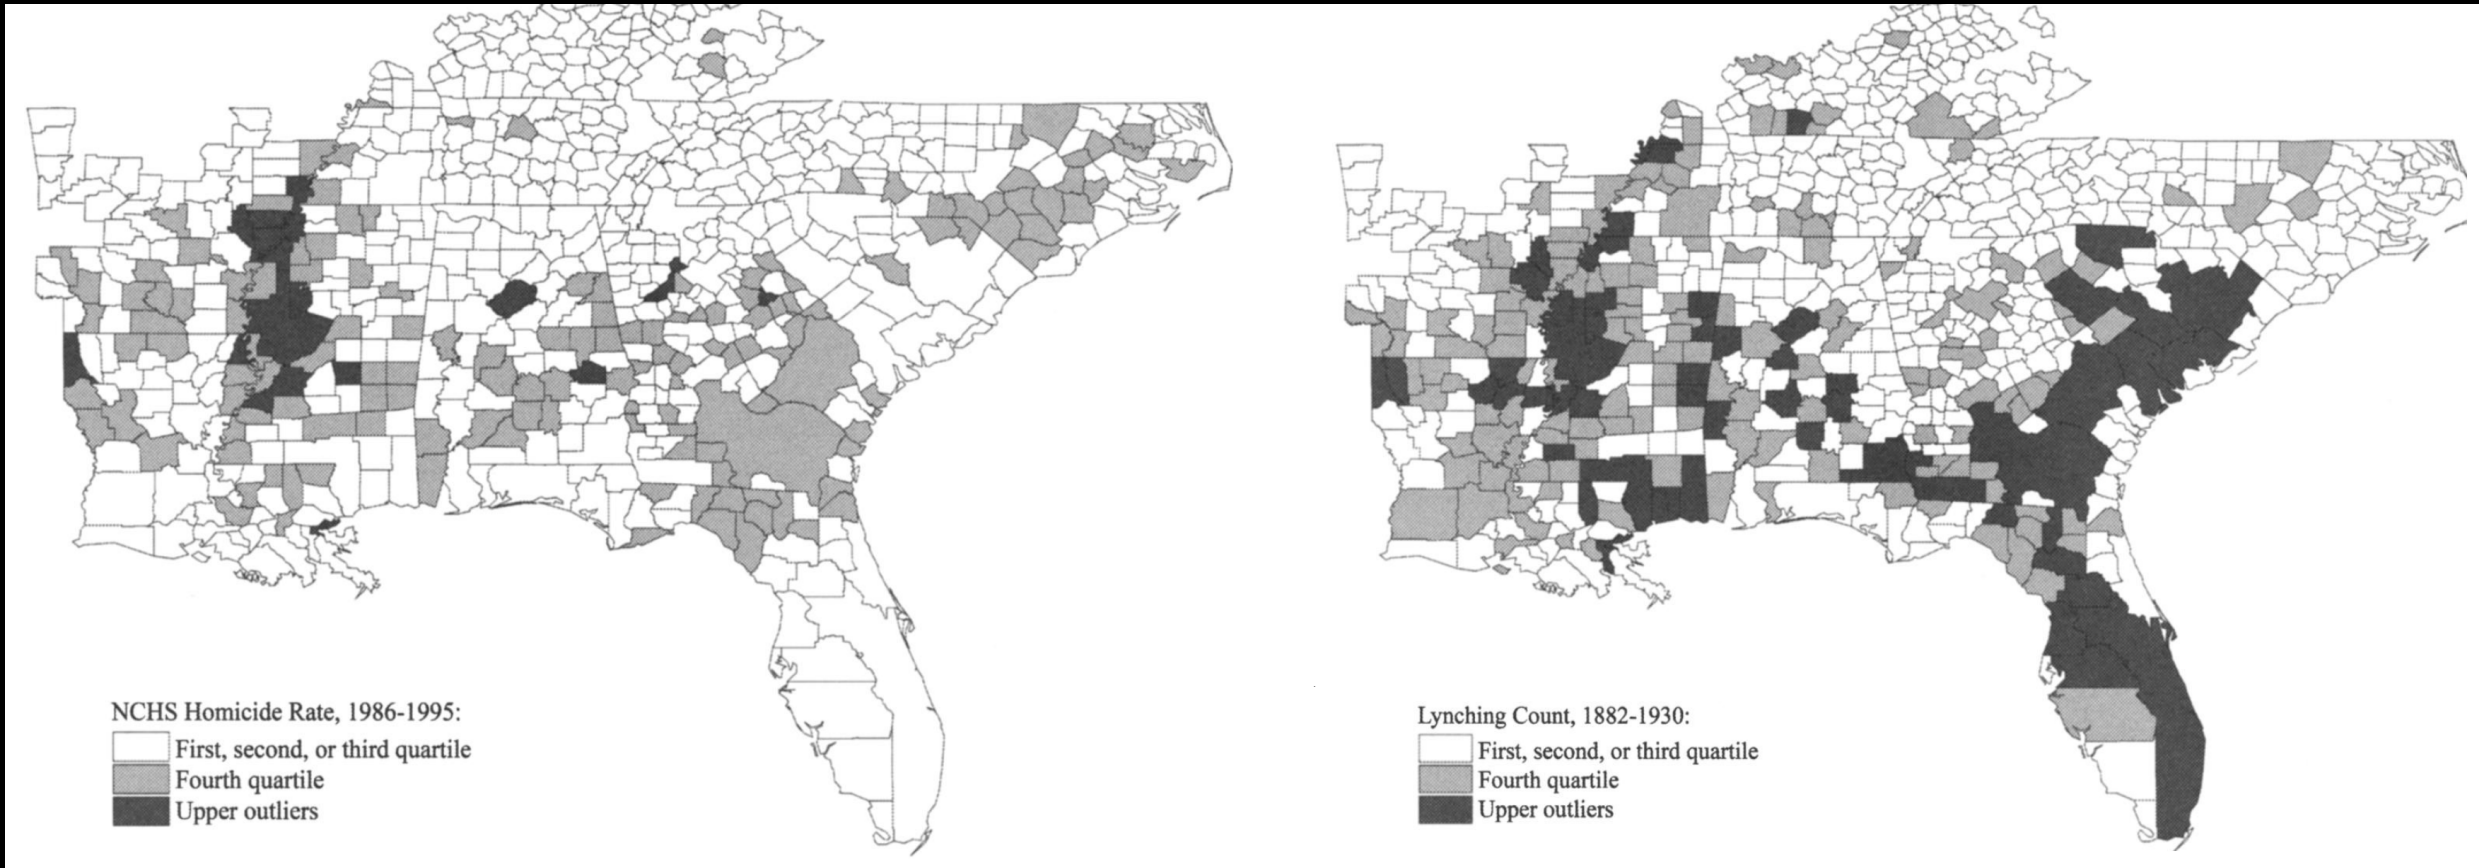 NCHS Homicide Rate, 1986-1995:
First, second, or third quartile
Fourth quartile
Upper outliers
Lynching Count, 1882-1930:
First, second, or third quartile
Fourth quartile
Upper outliers